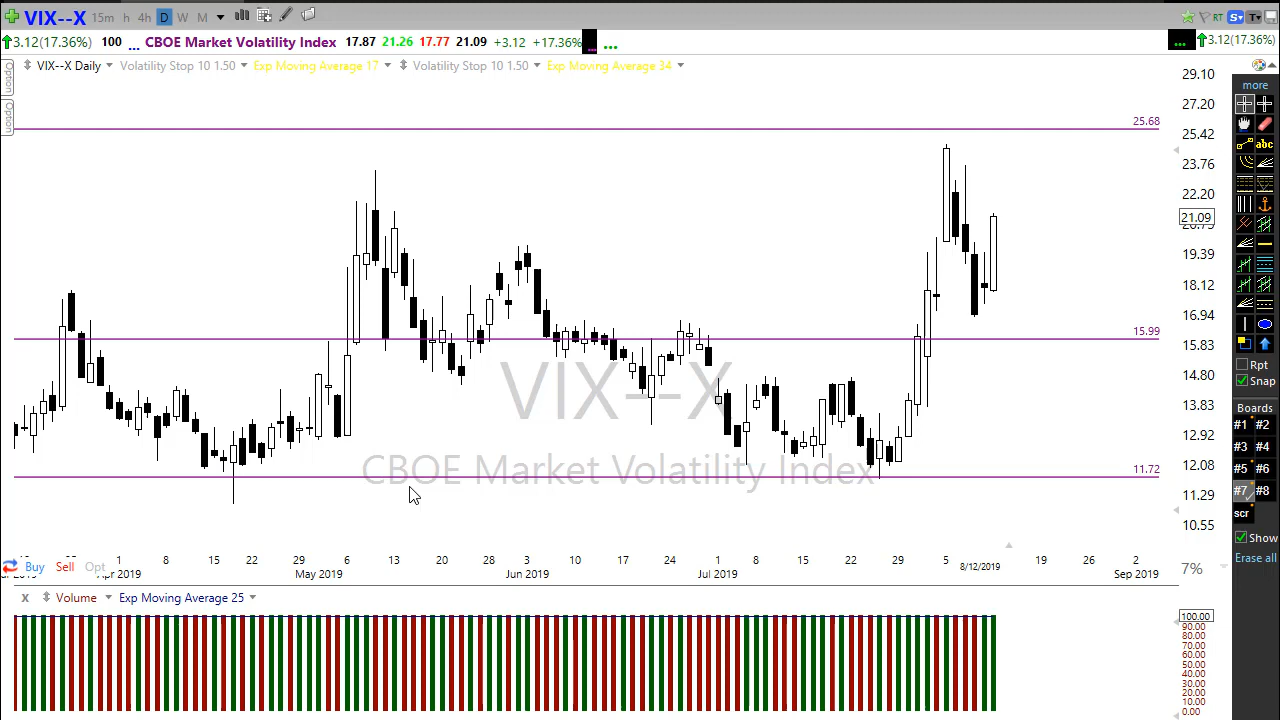 VIX--X 15m h 4h D W M RT S T
3.12(17.36%) 100 ... CBOE Market Volatility Index 17.87 21.26 17.77 21.09 +3.12 +17.36% ... ... ... 3.12(17.36%)
VIX--X Daily Volatility Stop 10 1.50 Exp Moving Average 17 Volatility Stop 10 1.50 Exp Moving Average 34
Option
Option
29.10
27.20
25.68
25.42
23.76
22.20
21.09
19.39
18.12
16.94
15.99
15.83
14.80
13.83
12.92
12.08
11.72
11.29
10.55
VIX--X
CBOE Market Volatility Index
more
abc
Rpt
Snap
Boards
#1 #2
#3 #4
#5 #6
#7 #8
scr
Show
Erase all
1 8 15 22 29 6 13 20 28 3 10 17 24 1 8 15 22 29 5 19 26 2
Apr 2019 May 2019 Jun 2019 Jul 2019 8/12/2019 Sep 2019
Buy Sell Opt
7%
x Volume Exp Moving Average 25
100.00
90.00
80.00
70.00
60.00
50.00
40.00
30.00
20.00
10.00
0.00